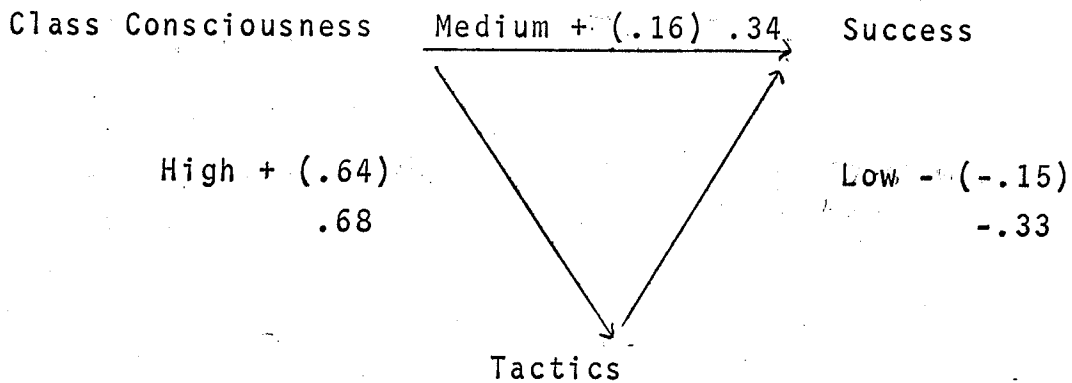 Class Consciousness Medium + (.16) .34 Success
High + (.64) Low - (-.15)
.68 -.33
Tactics